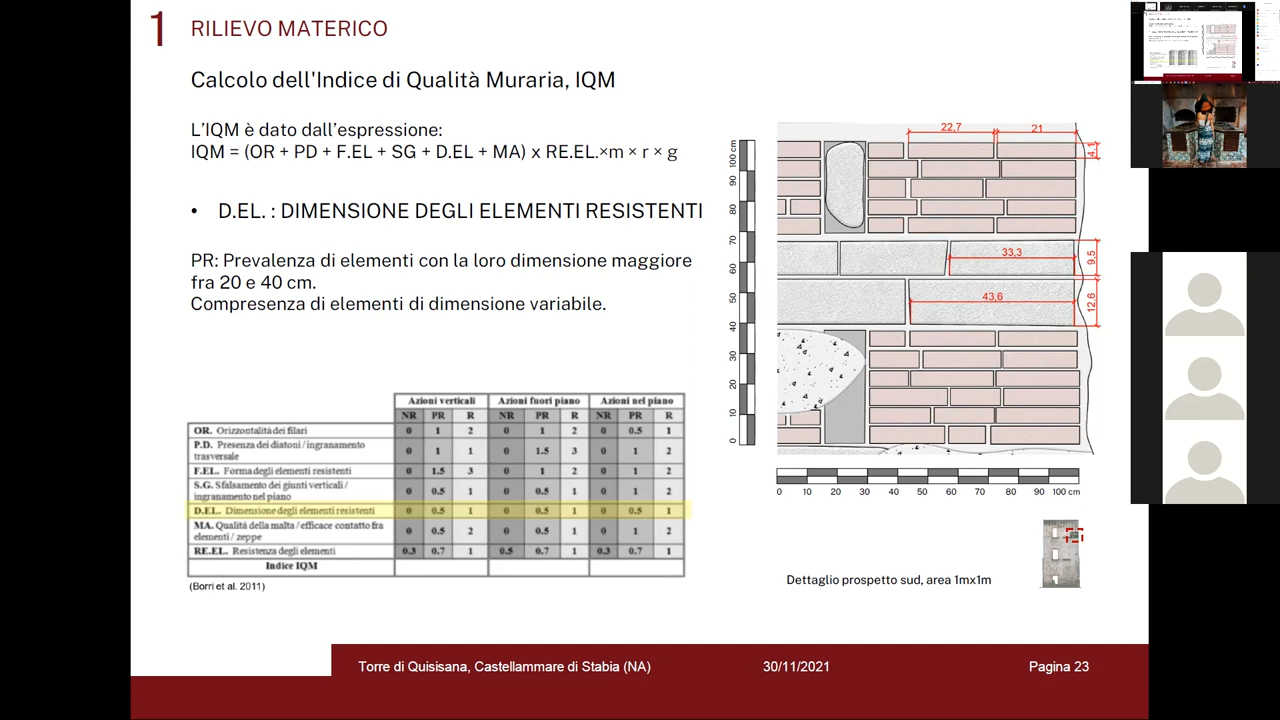 1 RILIEVO MATERICO
Calcolo dell'Indice di Qualità Muraria, IQM
L'IQM è dato dall'espressione:
IQM = (OR + PD + F.EL + SG + D.EL + MA) x RE.EL.×m × r × g
• D.EL. : DIMENSIONE DEGLI ELEMENTI RESISTENTI
PR: Prevalenza di elementi con la loro dimensione maggiore
fra 20 e 40 cm.
Compresenza di elementi di dimensione variabile.
Azioni verticali Azioni fuori piano Azioni nel piano
NR PR R NR PR R NR PR R
OR. Orizzontalità dei filari 0 1 2 0 1 2 0 0.5 1
P.D. Presenza dei diatoni / ingranamento
trasversale 0 1 1 0 1.5 3 0 1 2
F.EL. Forma degli elementi resistenti 0 1.5 3 0 1 2 0 1 2
S.G. Sfalsamento dei giunti verticali /
ingranamento nel piano 0 0.5 1 0 0.5 1 0 1 2
D.EL. Dimensione degli elementi resistenti 0 0.5 1 0 0.5 1 0 0.5 1
MA. Qualità della malta / efficace contatto fra
elementi / zeppe 0 0.5 2 0 0.5 1 0 1 2
RE.EL. Resistenza degli elementi 0.3 0.7 1 0.5 0.7 1 0.3 0.7 1
Indice IQM
(Borri et al. 2011)
22,7 21
4,1
33,3
9,5
43,6
12,6
100 cm
90
80
70
60
50
40
30
20
10
0
0 10 20 30 40 50 60 70 80 90 100 cm
Dettaglio prospetto sud, area 1mx1m
Torre di Quisisana, Castellammare di Stabia (NA) 30/11/2021 Pagina 23